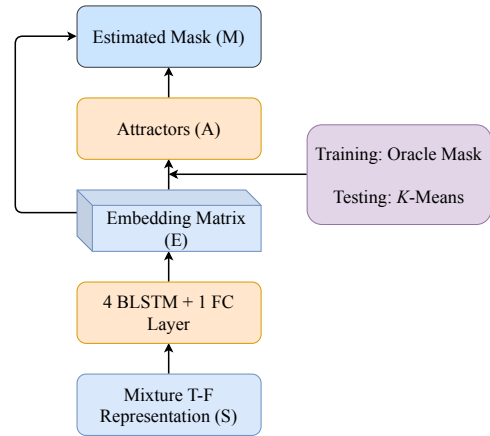 Estimated Mask (M)
Attractors (A)
Training: Oracle Mask
Testing: K-Means
Embedding Matrix
(E)
4 BLSTM + 1 FC
Layer
Mixture T-F
Representation (S)